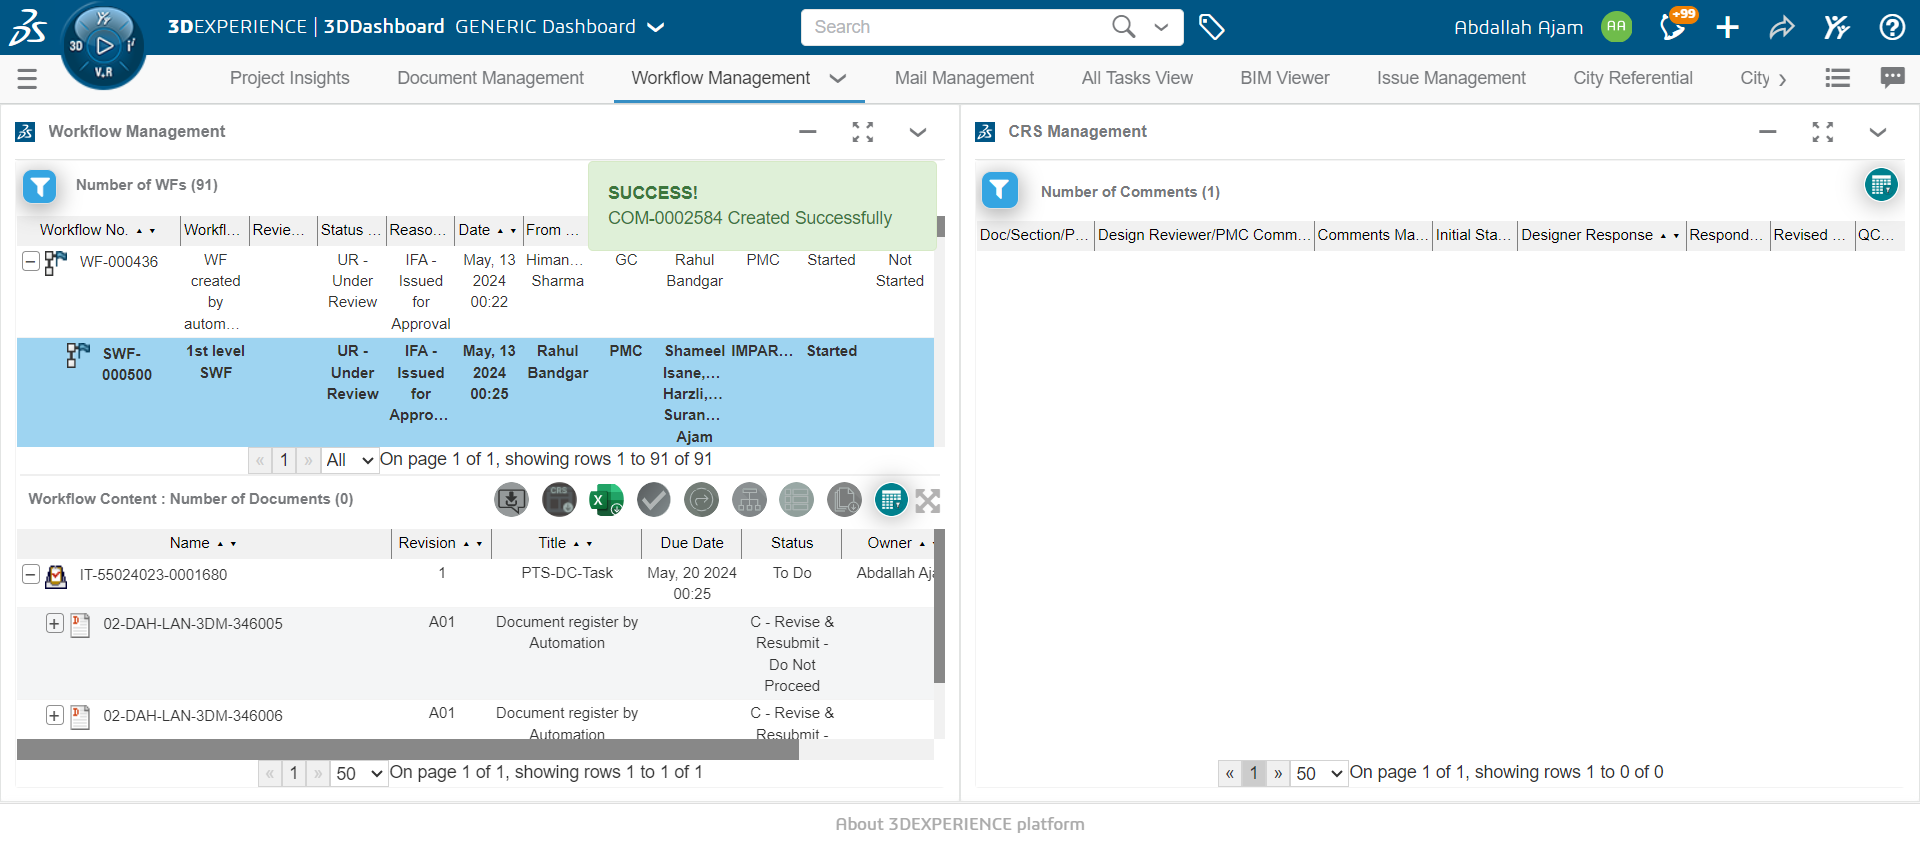 3DEXPERIENCE | 3DDashboard GENERIC Dashboard
Search
Abdallah Ajam
AA
+99
3D
V.R
Project Insights
Document Management
Workflow Management
Mail Management
All Tasks View
BIM Viewer
Issue Management
City Referential
City
Workflow Management
Number of WFs (91)
SUCCESS!
COM-0002584 Created Successfully
Workflow No. Workfl... Revie... Status ... Reaso... Date From ...
WF-000436
WF created by autom...
UR - Under Review
IFA - Issued for Approval
May, 13 2024 00:22
Himan... Sharma
GC
Rahul Bandgar
PMC
Started
Not Started
SWF-000500
1st level SWF
UR - Under Review
IFA - Issued for Appro...
May, 13 2024 00:25
Rahul Bandgar
PMC
Shameel Isane,... Harzli,... Suran... Ajam
IMPAR...
Started
« 1 » All On page 1 of 1, showing rows 1 to 91 of 91
Workflow Content : Number of Documents (0)
CRS
Name Revision Title Due Date Status Owner
IT-55024023-0001680
1
PTS-DC-Task
May, 20 2024 00:25
To Do
Abdallah Aja
02-DAH-LAN-3DM-346005
A01
Document register by Automation
C - Revise & Resubmit - Do Not Proceed
02-DAH-LAN-3DM-346006
A01
Document register by Automation
C - Revise & Resubmit -
« 1 » 50 On page 1 of 1, showing rows 1 to 1 of 1
CRS Management
Number of Comments (1)
Doc/Section/P... Design Reviewer/PMC Comm... Comments Ma... Initial Sta... Designer Response Respond... Revised ... QC...
« 1 » 50 On page 1 of 1, showing rows 1 to 0 of 0
About 3DEXPERIENCE platform